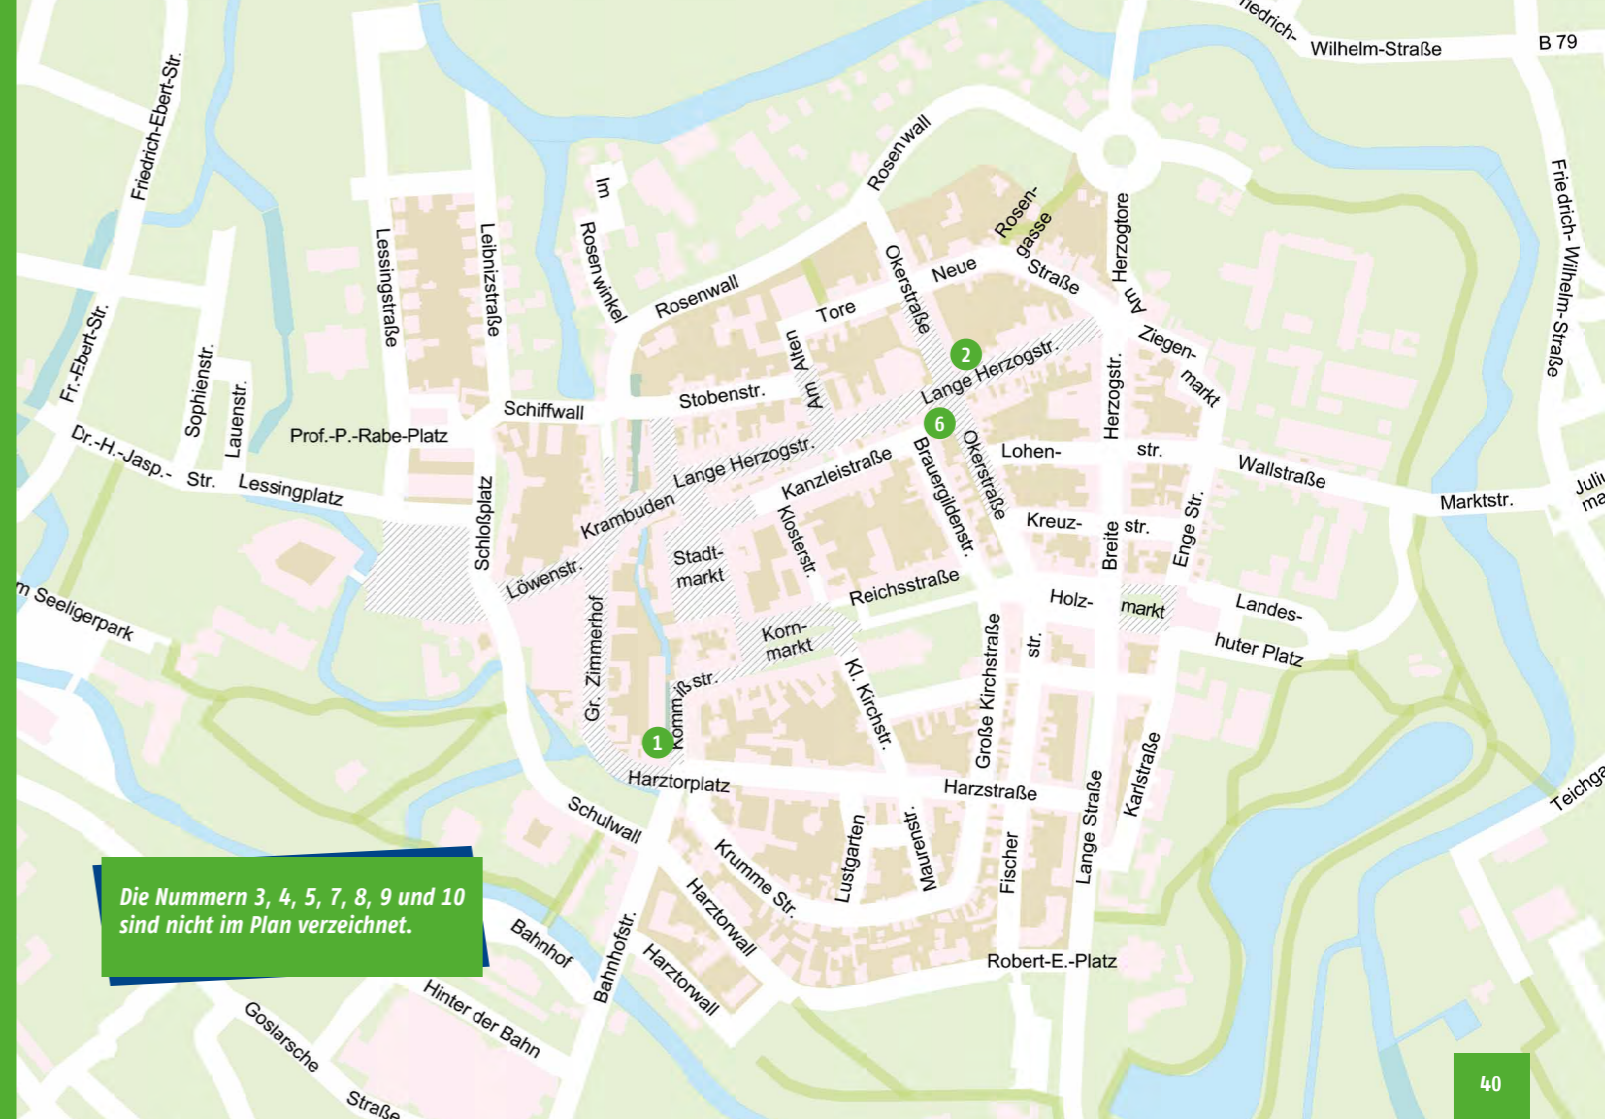 Friedrich-
Wilhelm-Straße
B 79
Friedrich-Ebert-Str.
Rosenwall
Friedrich-Wilhelm-Straße
Im
Rosenwinkel
Lessingstraße
Leibnizstraße
Rosen-
gasse
Am Herzogtore
Okerstraße
Neue
Straße
Rosenwall
Tore
Am Alten
Fr.-Ebert-Str.
Sophienstr.
Lauenstr.
2
Lange Herzogstr.
Ziegen-
markt
Herzogstr.
Schiffwall
Stobenstr.
6
Prof.-P.-Rabe-Platz
Dr.-H.-Jasp.-
Str.
Lessingplatz
Schloßplatz
Lange Herzogstr.
Krambuden
Kanzleistraße
Brauergildenstr.
Okerstraße
Lohen-
str.
Wallstraße
Marktstr.
Kreuz-
str.
Breite
Enge Str.
Klosterstr.
Stadt-
markt
Löwenstr.
Reichsstraße
Holz-
markt
Landes-
huter Platz
m Seeligerpark
Gr. Zimmerhof
Korn-
markt
Kommißstr.
Kl. Kirchstr.
Große Kirchstraße
str.
1
Harztorplatz
Harzstraße
Karlstraße
Lange Straße
Teichga
Schulwall
Krumme Str.
Lustgarten
Maurenstr.
Fischer
Die Nummern 3, 4, 5, 7, 8, 9 und 10
sind nicht im Plan verzeichnet.
Harztorwall
Harztorwall
Bahnhof
Bahnhofstr.
Robert-E.-Platz
Hinter der Bahn
Goslarsche
Straße
40